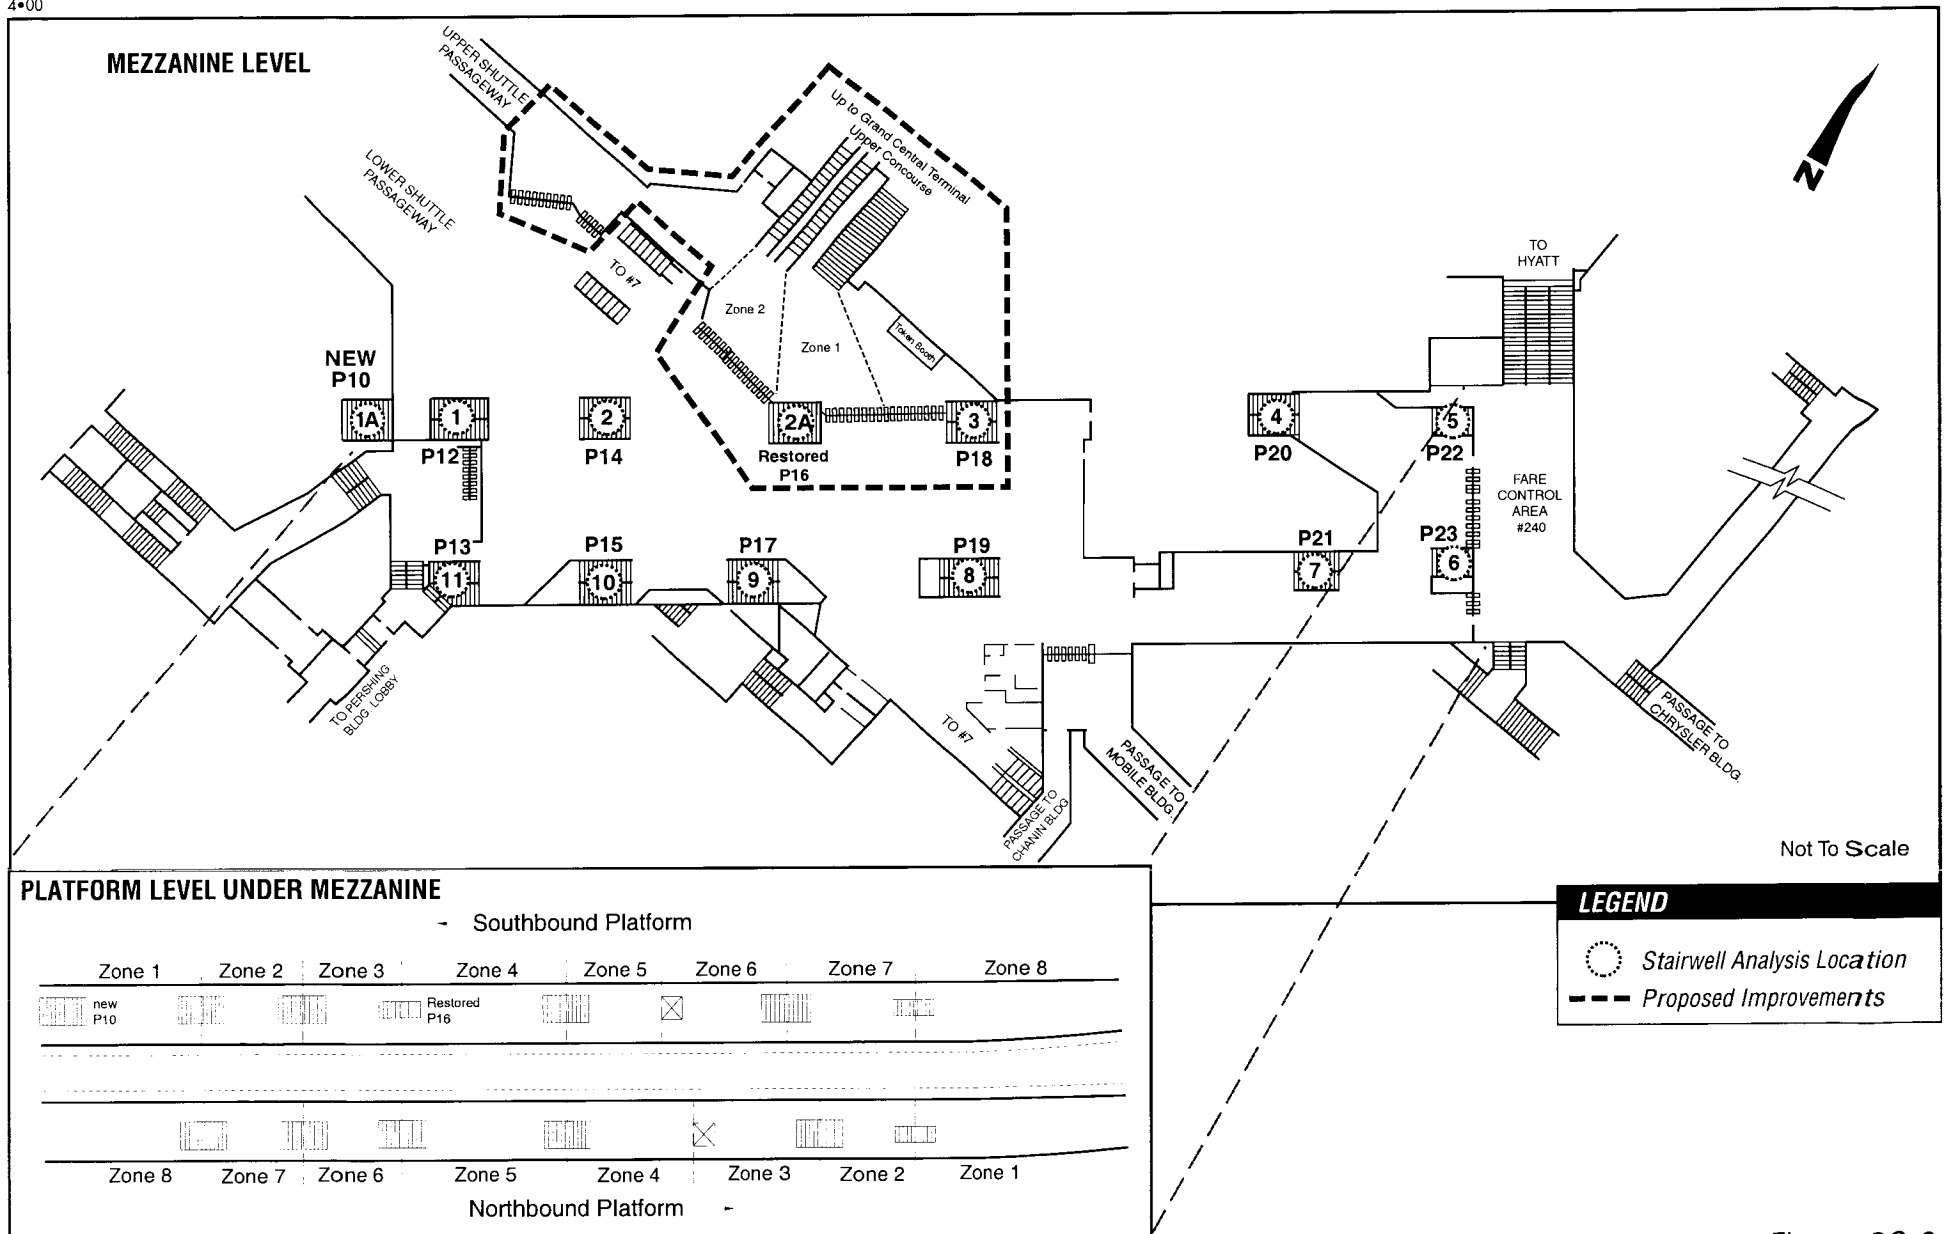 4•00
MEZZANINE LEVEL
UPPER SHUTTLE
PASSAGEWAY
LOWER SHUTTLE
PASSAGEWAY
Up to Grand Central Terminal
Upper Concourse
N
TO #7
Zone 2
Zone 1
Token Booth
TO
HYATT
NEW
P10
1A
1
2
2A
3
4
5
P12
P14
Restored
P16
P18
P20
P22
FARE
CONTROL
AREA
#240
P13
P15
P17
P19
P21
P23
11
10
9
8
7
6
TO PERSHING
BLDG. LOBBY
TO #7
PASSAGE TO
CHANIN BLDG
PASSAGE TO
MOBILE BLDG.
PASSAGE TO
CHRYSLER BLDG.
Not To Scale
PLATFORM LEVEL UNDER MEZZANINE
Southbound Platform
Zone 1 Zone 2 Zone 3 Zone 4 Zone 5 Zone 6 Zone 7 Zone 8
new
P10
Restored
P16
Zone 8 Zone 7 Zone 6 Zone 5 Zone 4 Zone 3 Zone 2 Zone 1
Northbound Platform
LEGEND
Stairwell Analysis Location
Proposed Improvements